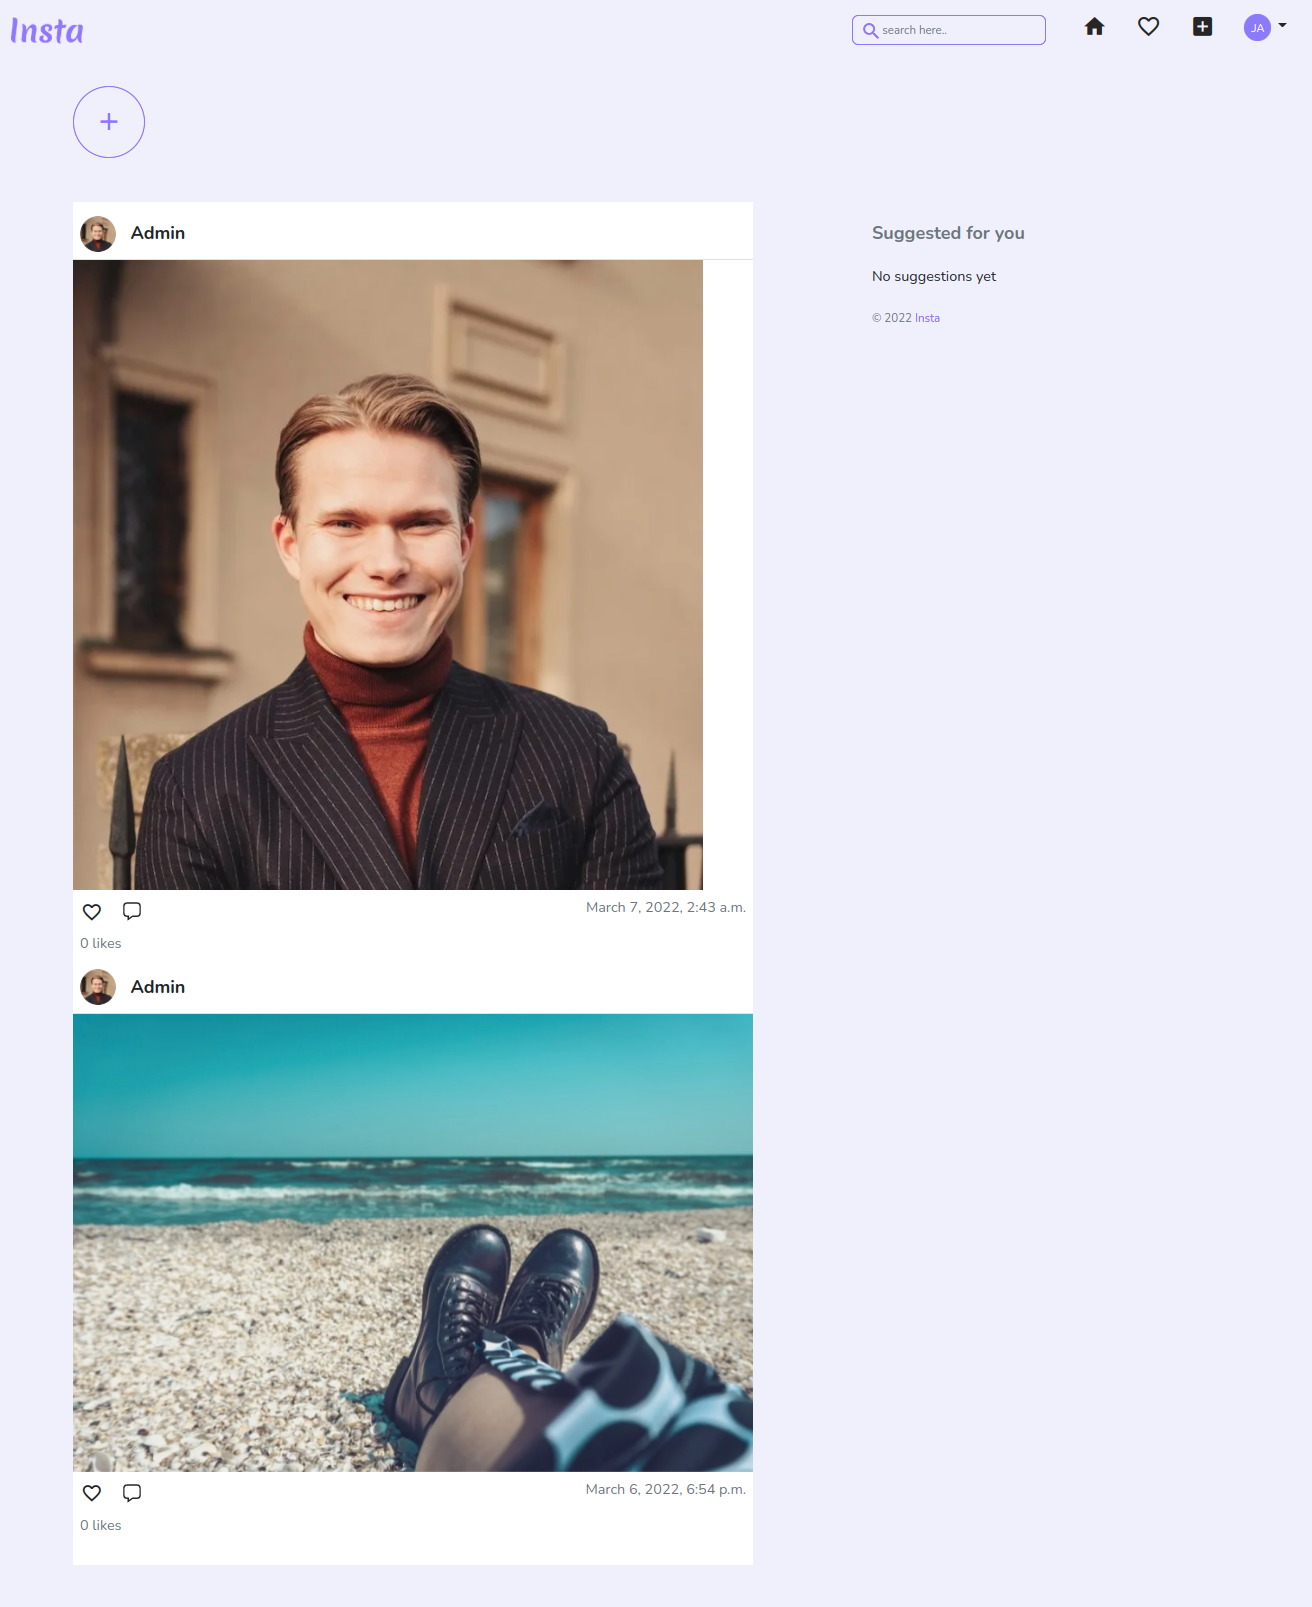 Insta
search here..
JA
Admin
March 7, 2022, 2:43 a.m.
0 likes
Admin
March 6, 2022, 6:54 p.m.
0 likes
Suggested for you
No suggestions yet
© 2022 Insta